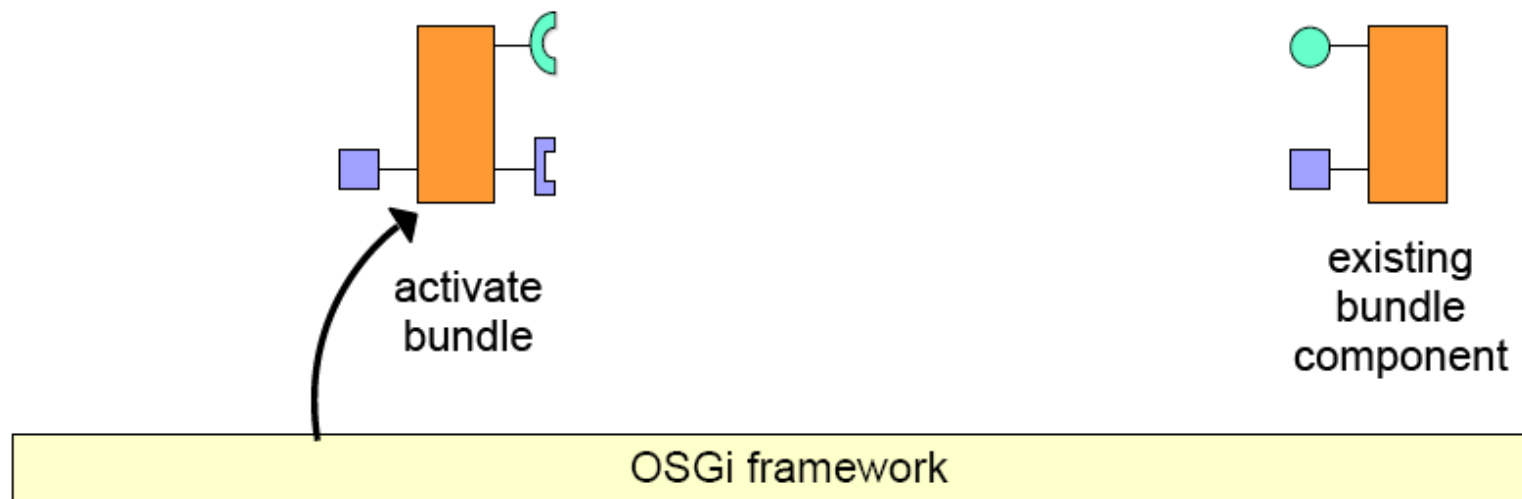 activate
bundle
existing
bundle
component
OSGi framework